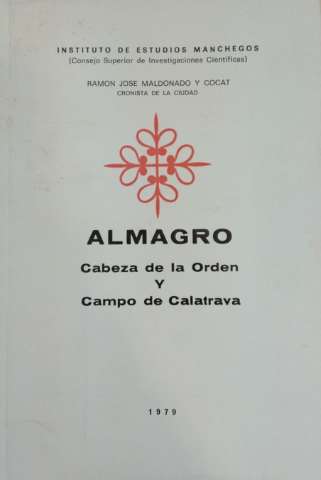 INSTITUTO DE ESTUDIOS MANCHEGOS
(Consejo Superior de Investigaciones Científicas)
RAMON JOSE MALDONADO Y COCAT
CRONISTA DE LA CIUDAD
ALMAGRO
Cabeza de la Orden
Y
Campo de Calatrava
1979